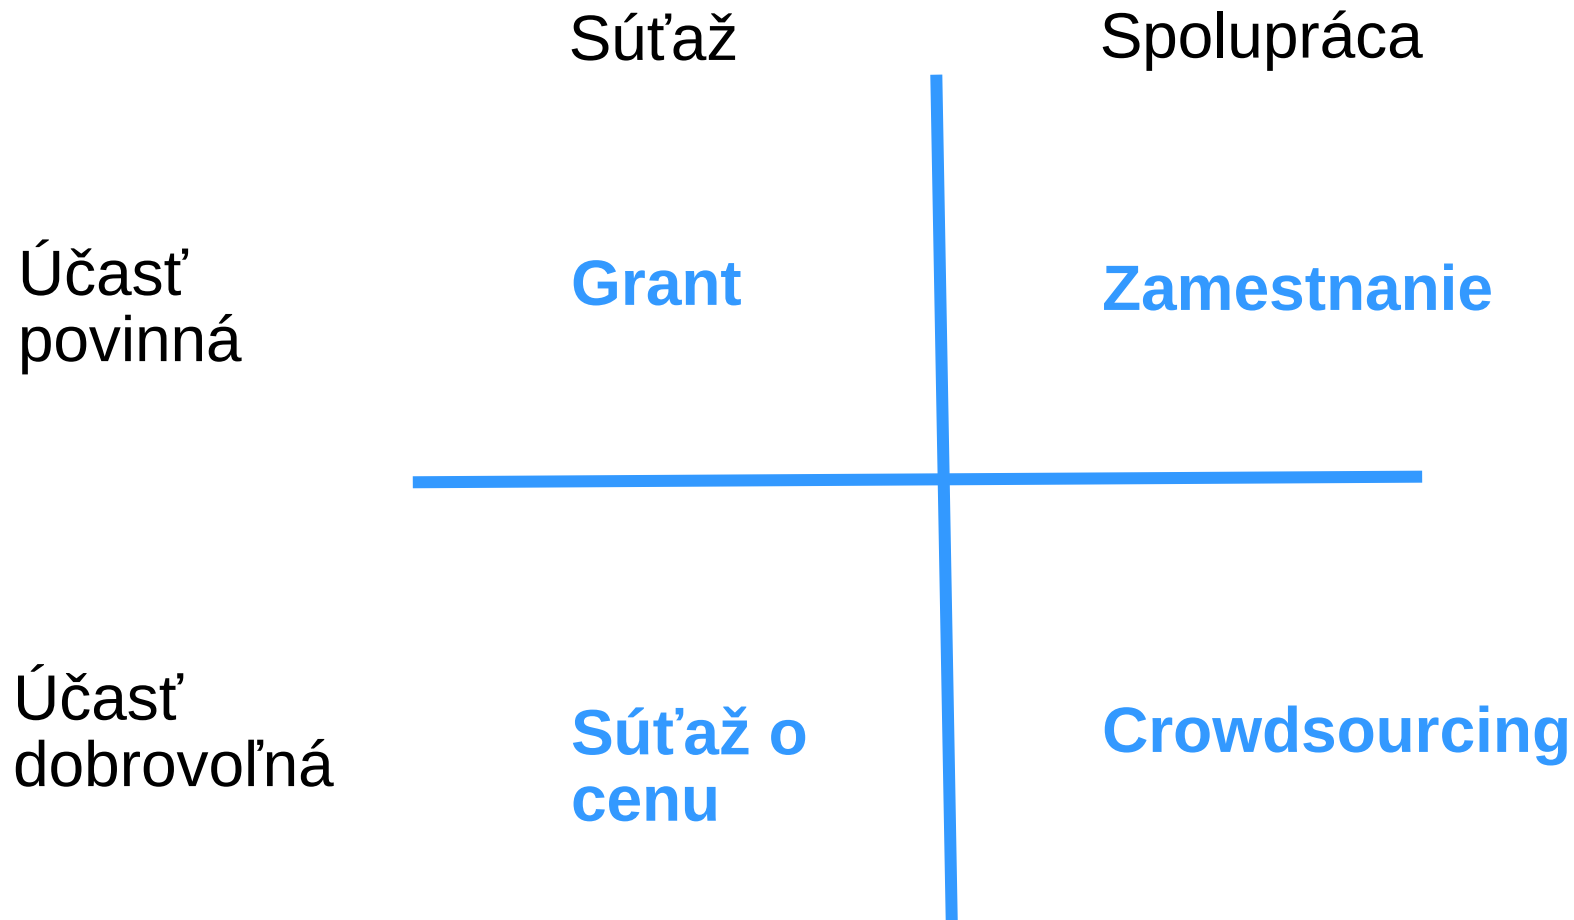 Súťaž
Spolupráca
Účasť
povinná
Grant
Zamestnanie
Účasť
dobrovoľná
Súťaž o
cenu
Crowdsourcing